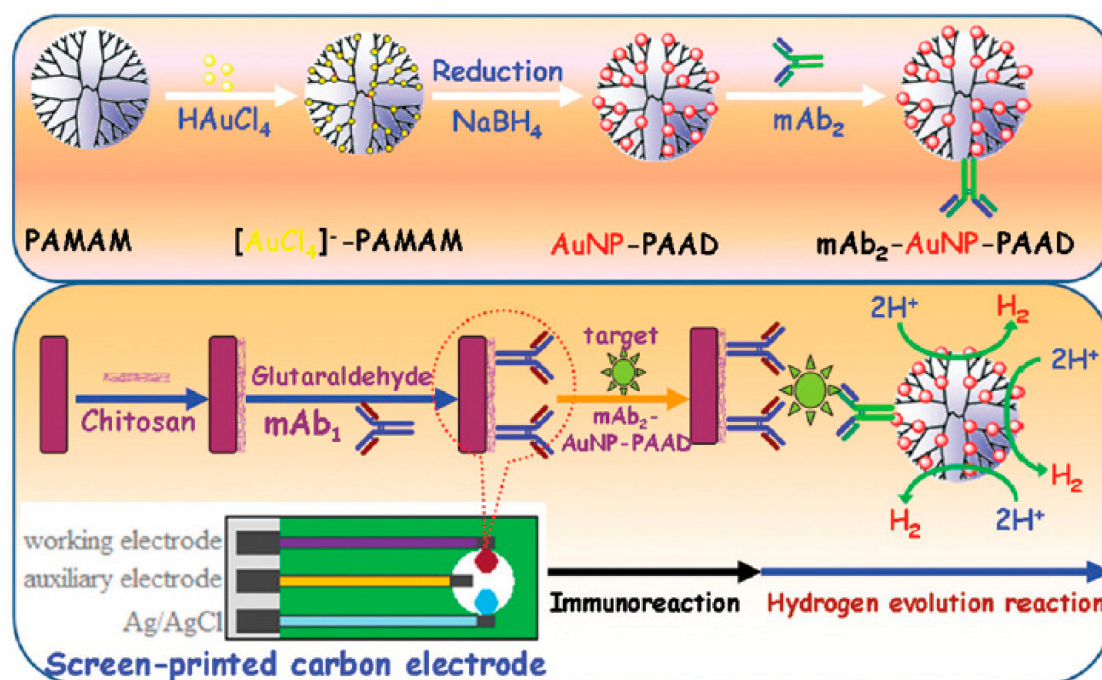 HAuCl₄
Reduction
NaBH₄
mAb₂
PAMAM
[AuCl₄]⁻-PAMAM
AuNP-PAAD
mAb₂-AuNP-PAAD
Chitosan
Glutaraldehyde
mAb₁
target
mAb₂-
AuNP-PAAD
2H⁺
H₂
2H⁺
H₂
2H⁺
H₂
working electrode
auxiliary electrode
Ag/AgCl
Screen-printed carbon electrode
Immunoreaction
Hydrogen evolution reaction